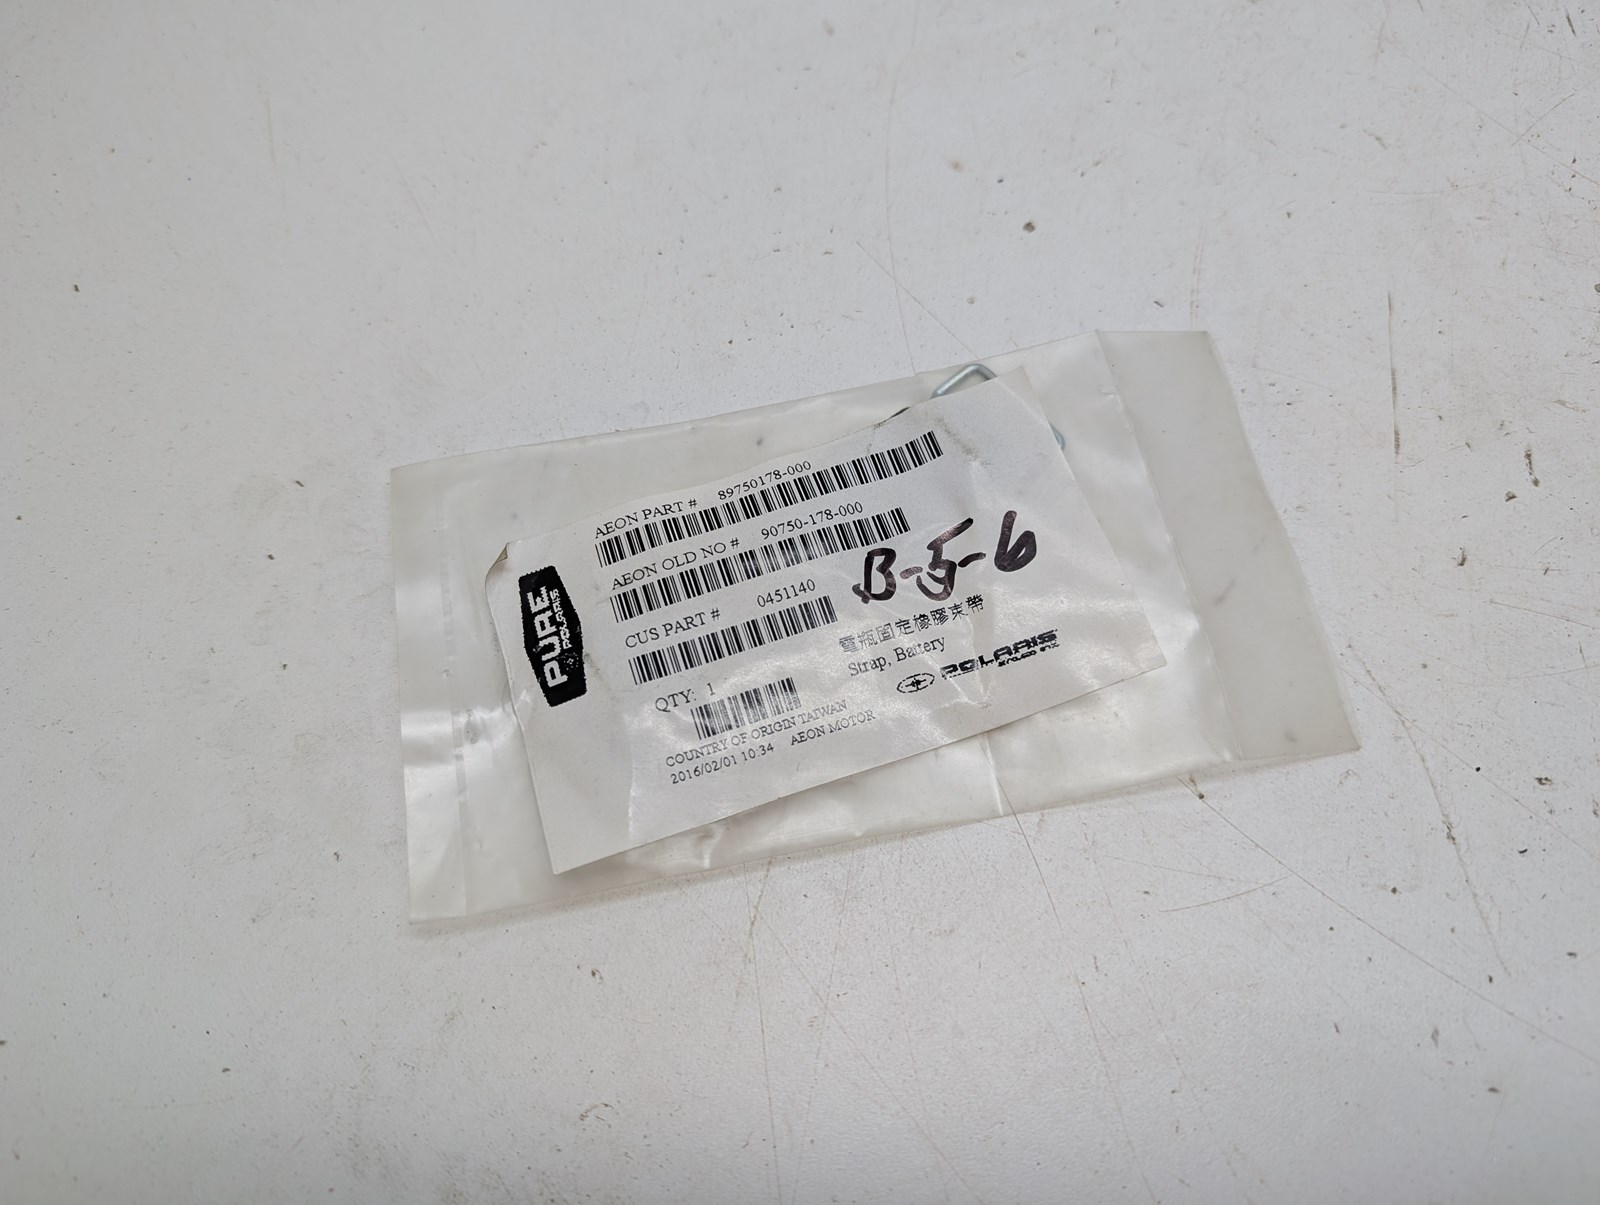 PURE
POLARIS
AEON PART # 89750178-000
AEON OLD NO # 90750-178-000
CUS PART # 0451140
B-5-6
電瓶固定橡膠束帶
Strap, Battery
POLARIS
QTY: 1
COUNTRY OF ORIGIN TAIWAN
2016/02/01 10:34 AEON MOTOR